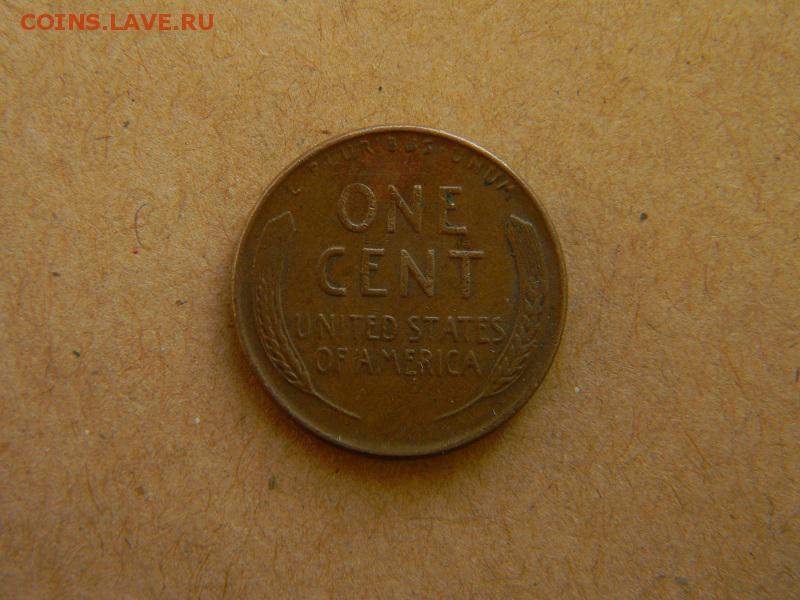 COINS.LAVE.RU
E PLURIBUS UNUM
ONE
CENT
UNITED STATES
OF AMERICA